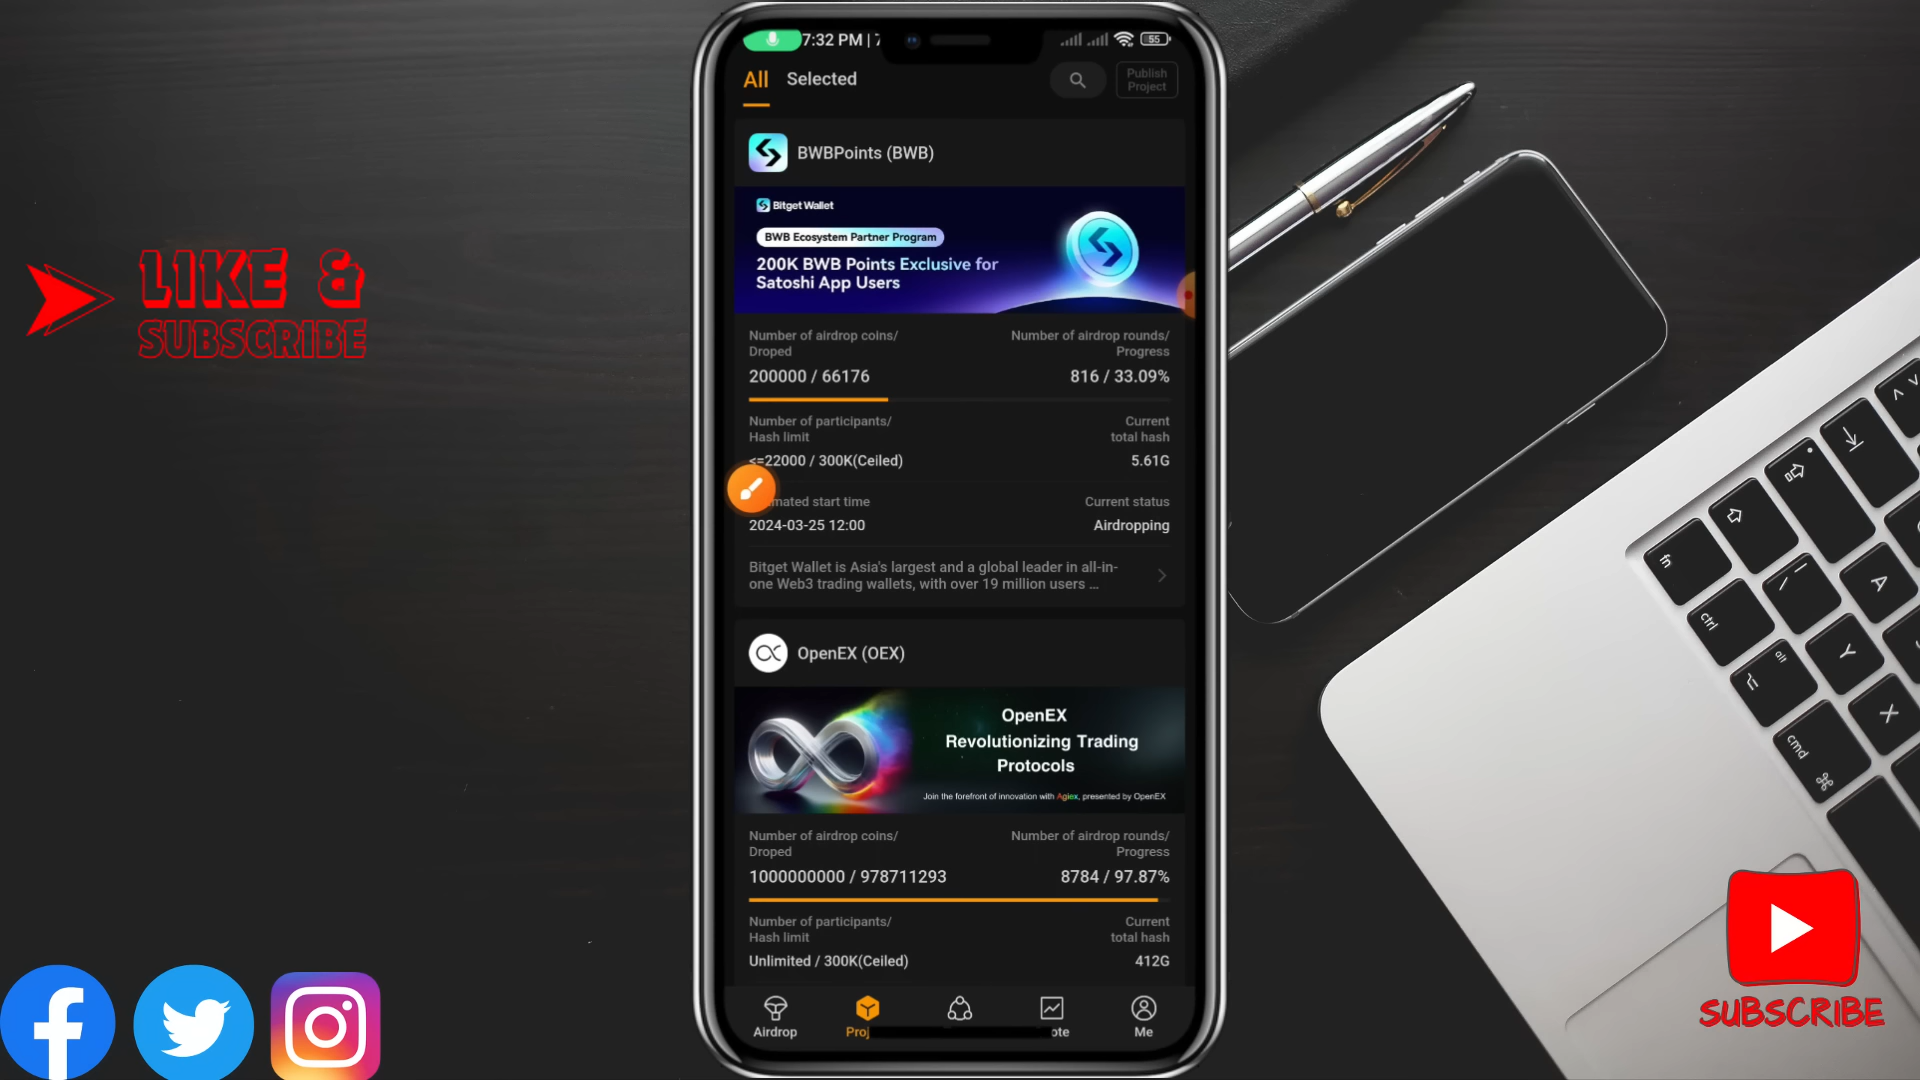 7:32 PM |
55
All Selected
Publish
Project
BWBPoints (BWB)
Bitget Wallet
BWB Ecosystem Partner Program
200K BWB Points Exclusive for
Satoshi App Users
Number of airdrop coins/
Droped
Number of airdrop rounds/
Progress
200000 / 66176
816 / 33.09%
Number of participants/
Hash limit
Current
total hash
<=22000 / 300K(Ceiled)
5.61G
mated start time
Current status
2024-03-25 12:00
Airdropping
Bitget Wallet is Asia's largest and a global leader in all-in-
one Web3 trading wallets, with over 19 million users ...
OpenEX (OEX)
OpenEX
Revolutionizing Trading
Protocols
Join the forefront of innovation with Agiex, presented by OpenEX
Number of airdrop coins/
Droped
Number of airdrop rounds/
Progress
1000000000 / 978711293
8784 / 97.87%
Number of participants/
Hash limit
Current
total hash
Unlimited / 300K(Ceiled)
412G
Airdrop
Proj
ote
Me
LIKE &
SUBSCRIBE
SUBSCRIBE
fn
ctrl
alt
cmd
A
Y
X